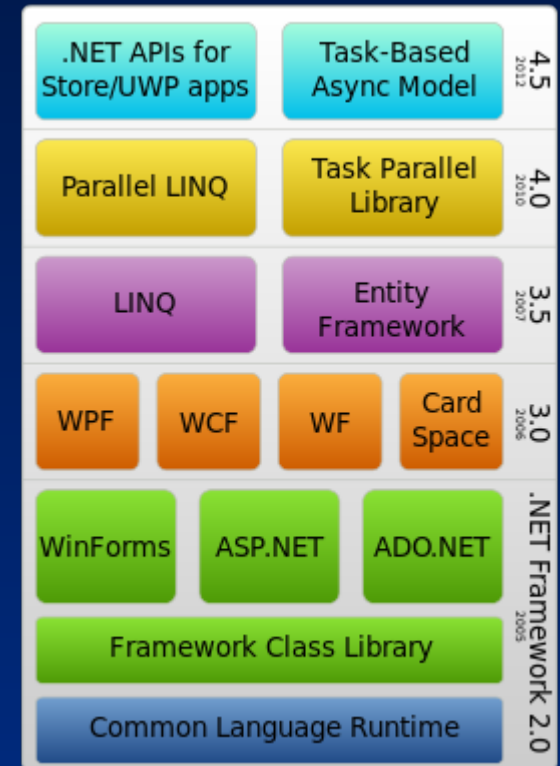 .NET APIs for
Store/UWP apps
Task-Based
Async Model
4.5
2012
Parallel LINQ
Task Parallel
Library
4.0
2010
LINQ
Entity
Framework
3.5
2007
WPF
WCF
WF
Card
Space
3.0
2006
WinForms
ASP.NET
ADO.NET
Framework Class Library
Common Language Runtime
.NET Framework 2.0
2005